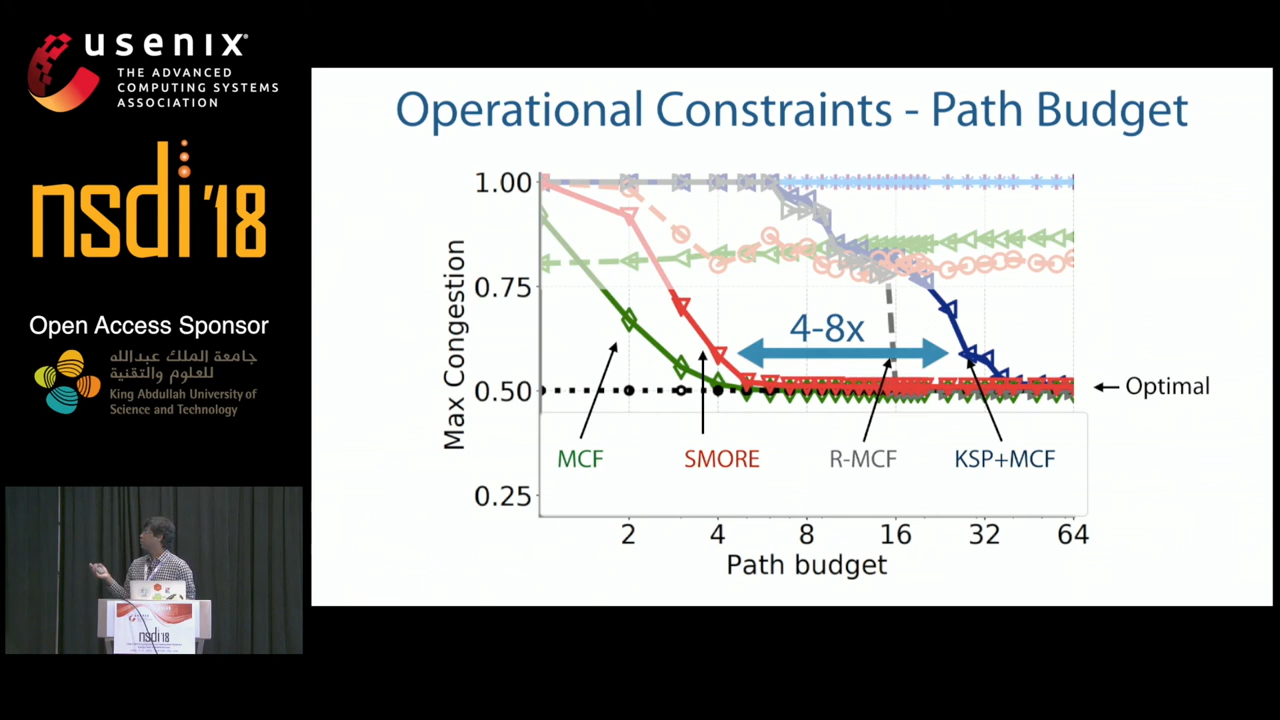 usenix
THE ADVANCED
COMPUTING SYSTEMS
ASSOCIATION
nsdi '18
Open Access Sponsor
جامعة الملك عبدالله
للعلوم والتقنية
King Abdullah University of
Science and Technology
Operational Constraints - Path Budget
Max Congestion
1.00
0.75
0.50
0.25
4-8x
Optimal
MCF
SMORE
R-MCF
KSP+MCF
2
4
8
16
32
64
Path budget
usenix
nsdi '18